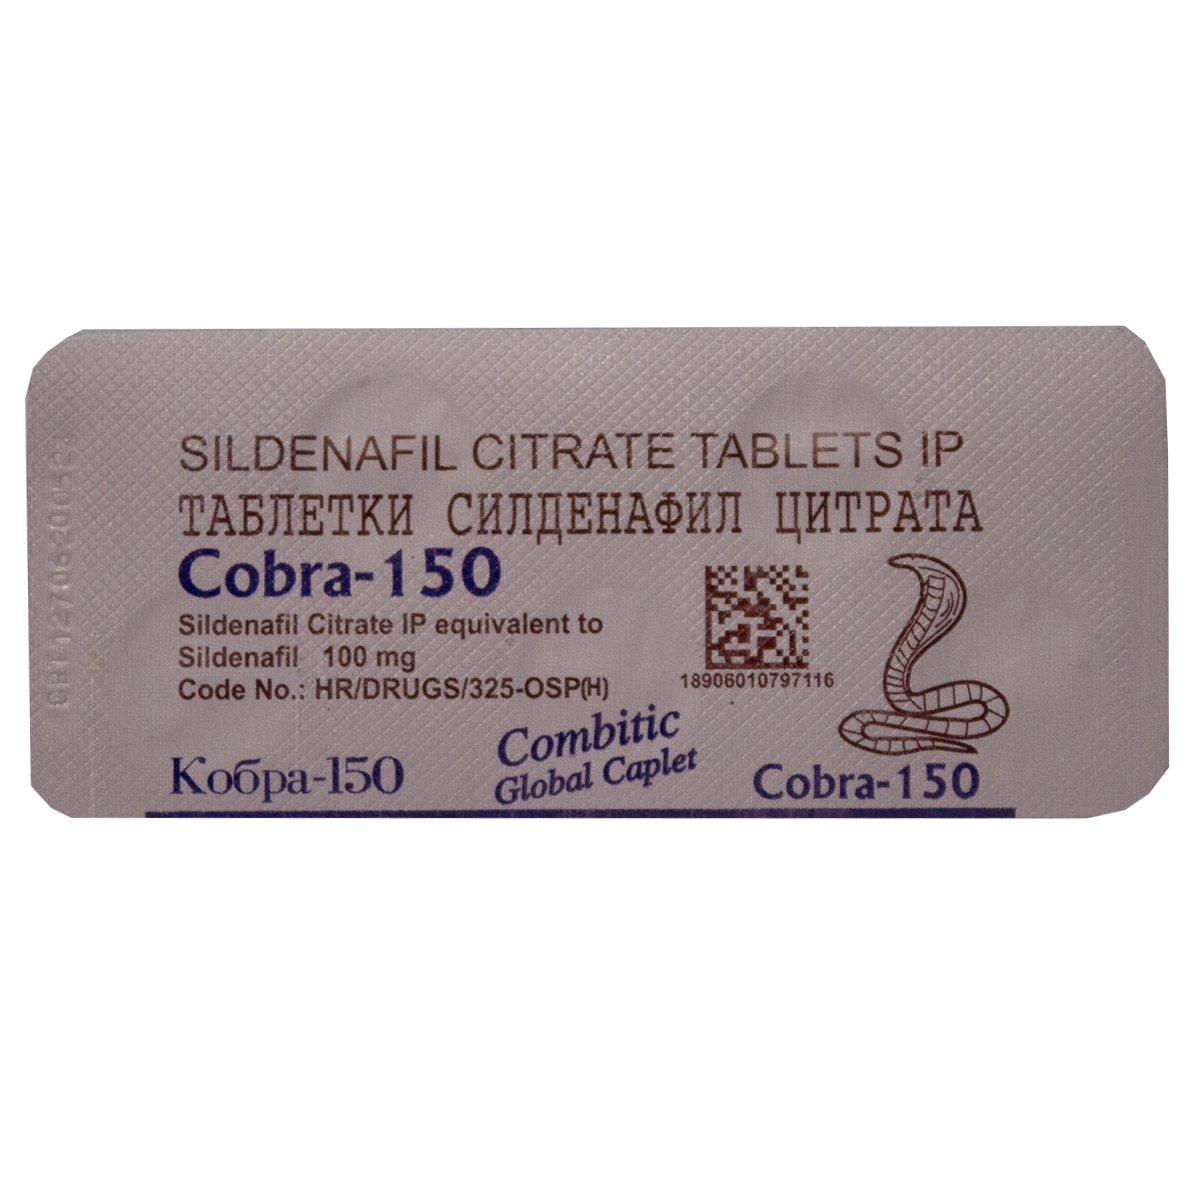 SILDENAFIL CITRATE TABLETS IP
ТАБЛЕТКИ СИЛДЕНАФИЛ ЦИТРАТА
Cobra-150
Sildenafil Citrate IP equivalent to
Sildenafil 100 mg
Code No.: HR/DRUGS/325-OSP(H)
18906010797116
Кобра-150
Combitic
Global Caplet
Cobra-150